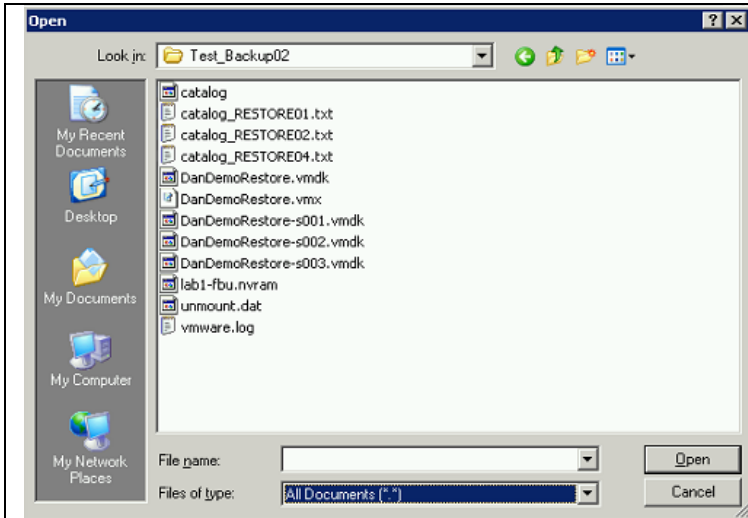 Open
Look in: Test_Backup02
My Recent
Documents
Desktop
My Documents
My Computer
My Network
Places
catalog
catalog_RESTORE01.txt
catalog_RESTORE02.txt
catalog_RESTORE04.txt
DanDemoRestore.vmdk
DanDemoRestore.vmx
DanDemoRestore-s001.vmdk
DanDemoRestore-s002.vmdk
DanDemoRestore-s003.vmdk
lab1-fbu.nvram
unmount.dat
vmware.log
File name:
Open
Files of type: All Documents (*.*)
Cancel